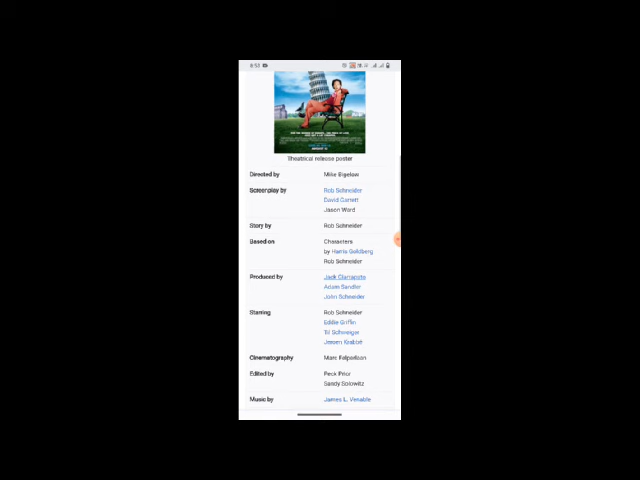 8:53
Theatrical release poster
Directed by Mike Bigelow
Screenplay by Rob Schneider
David Garrett
Jason Ward
Story by Rob Schneider
Based on Characters
by Harris Goldberg
Rob Schneider
Produced by Jack Giarraputo
Adam Sandler
John Schneider
Starring Rob Schneider
Eddie Griffin
Til Schweiger
Jeroen Krabbé
Cinematography Marc Felperlaan
Edited by Peck Prior
Sandy Solowitz
Music by James L. Venable